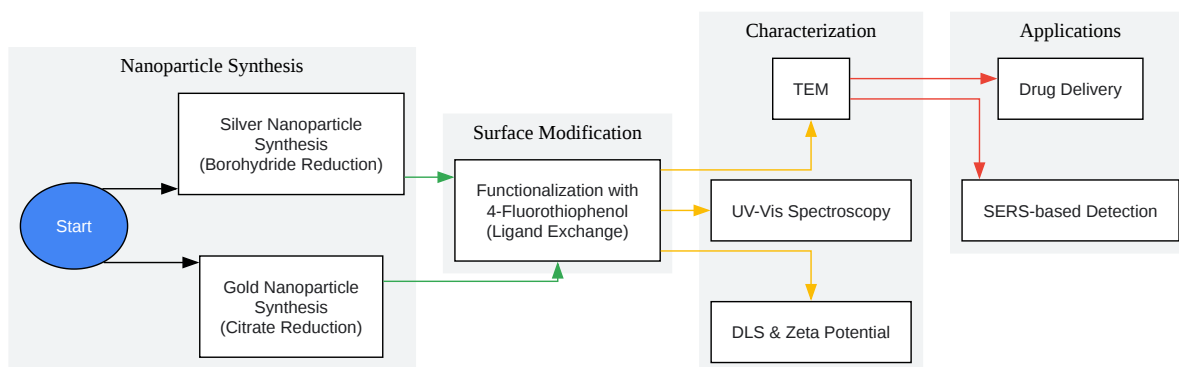 Nanoparticle Synthesis
Start
Silver Nanoparticle
Synthesis
(Borohydride Reduction)
Gold Nanoparticle
Synthesis
(Citrate Reduction)
Surface Modification
Functionalization with
4-Fluorothiophenol
(Ligand Exchange)
Characterization
TEM
UV-Vis Spectroscopy
DLS & Zeta Potential
Applications
Drug Delivery
SERS-based Detection